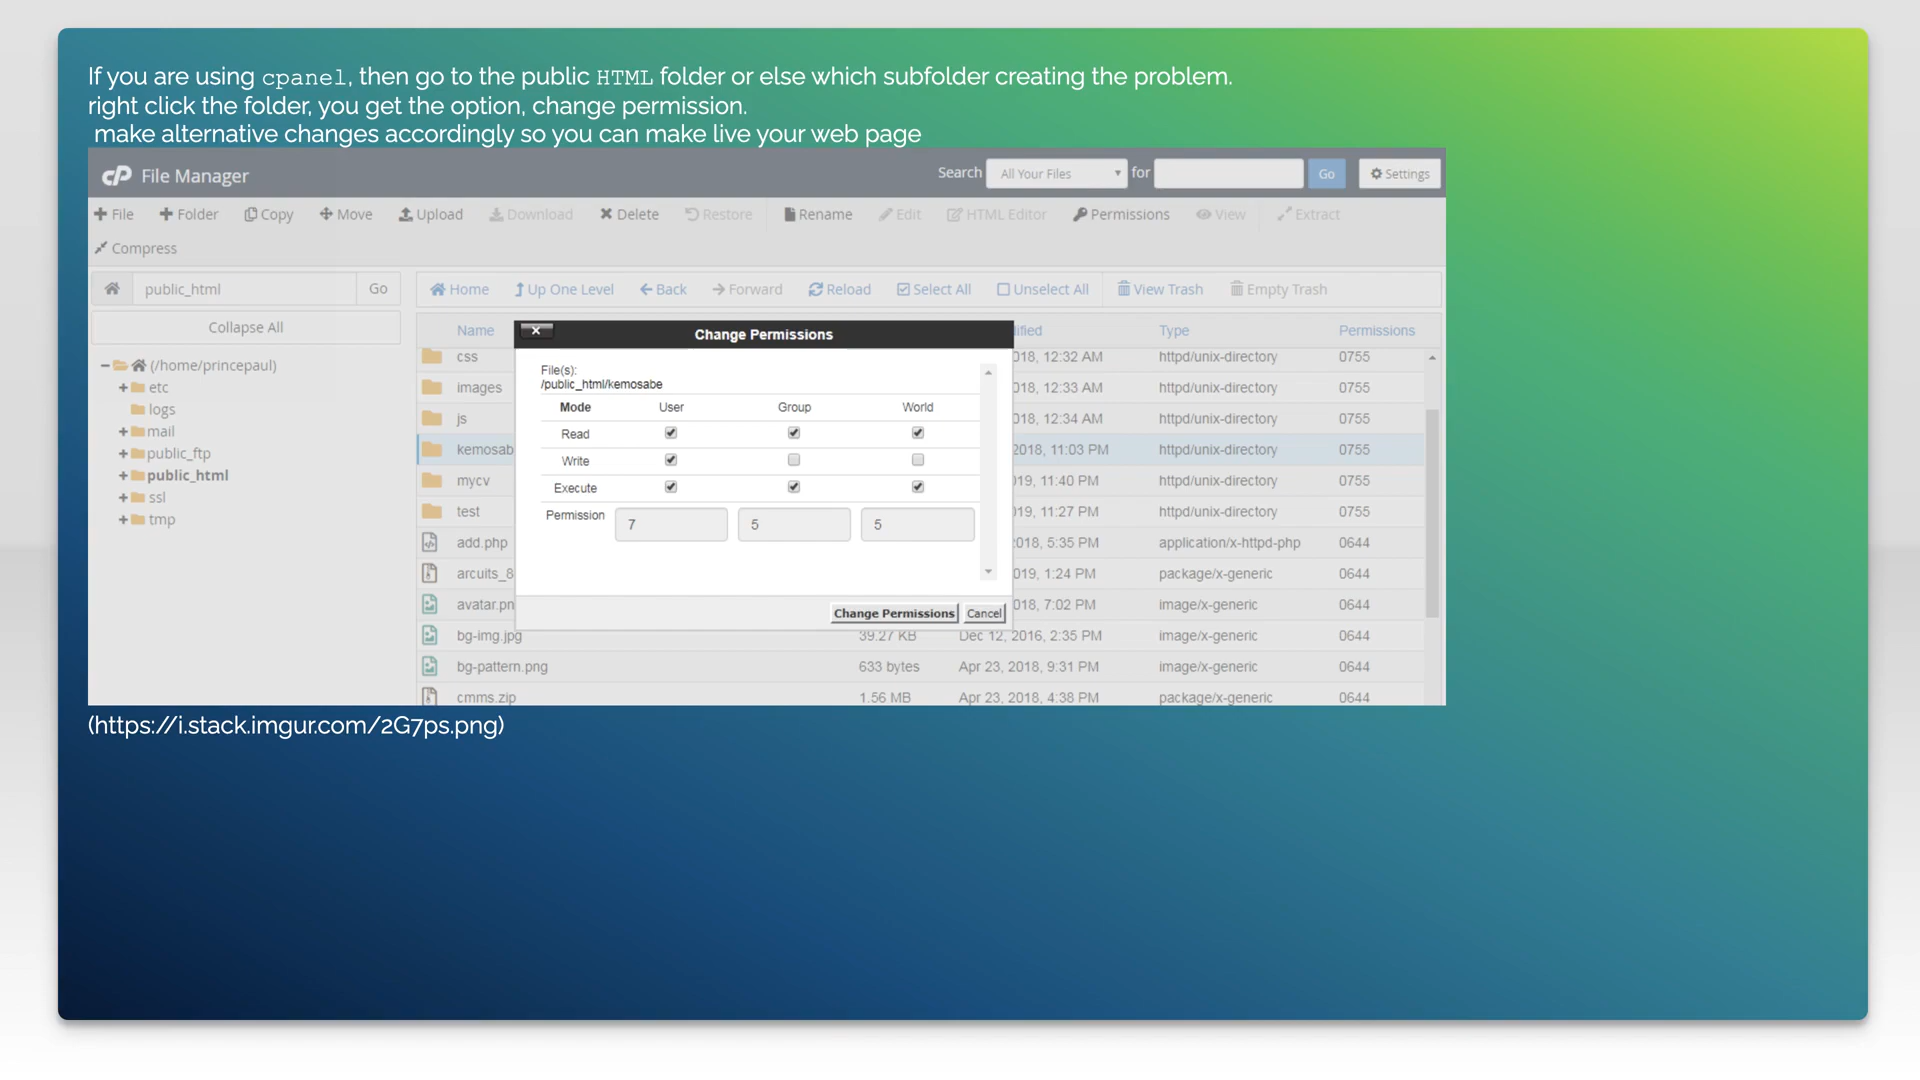 If you are using cpanel, then go to the public HTML folder or else which subfolder creating the problem.
right click the folder, you get the option, change permission.
make alternative changes accordingly so you can make live your web page
cP File Manager
Search All Your Files for Go Settings
File Folder Copy Move Upload Download Delete Restore Rename Edit HTML Editor Permissions View Extract
Compress
public_html Go
Home Up One Level Back Forward Reload Select All Unselect All View Trash Empty Trash
Collapse All
(/home/princepaul)
etc
logs
mail
public_ftp
public_html
ssl
tmp
Name ified Type Permissions
css 018, 12:32 AM httpd/unix-directory 0755
images 018, 12:33 AM httpd/unix-directory 0755
js 018, 12:34 AM httpd/unix-directory 0755
kemosab 2018, 11:03 PM httpd/unix-directory 0755
mycv 019, 11:40 PM httpd/unix-directory 0755
test 019, 11:27 PM httpd/unix-directory 0755
add.php 2018, 5:35 PM application/x-httpd-php 0644
arcuits_8 019, 1:24 PM package/x-generic 0644
avatar.pn 018, 7:02 PM image/x-generic 0644
bg-img.jpg 39.27 KB Dec 12, 2016, 2:35 PM image/x-generic 0644
bg-pattern.png 633 bytes Apr 23, 2018, 9:31 PM image/x-generic 0644
cmms.zip 1.56 MB Apr 23, 2018, 4:38 PM package/x-generic 0644
Change Permissions
File(s):
/public_html/kemosabe
Mode User Group World
Read
Write
Execute
Permission 7 5 5
Change Permissions Cancel
(https://i.stack.imgur.com/2G7ps.png)